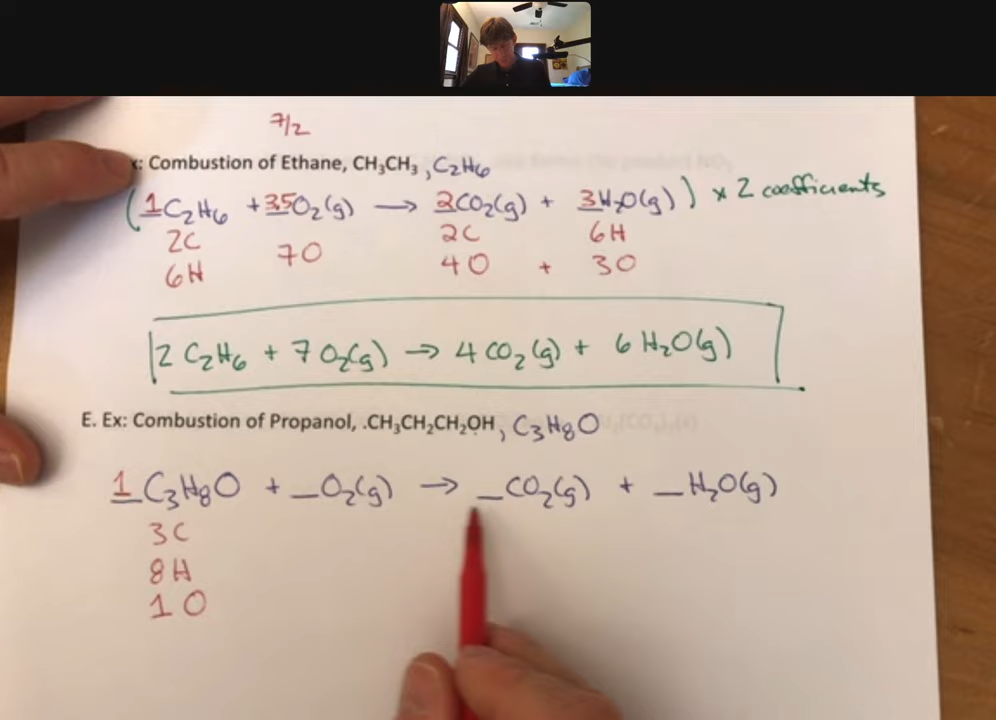 7/2
x: Combustion of Ethane, CH₃CH₃ , C₂H₆
(1C₂H₆ + 3.5O₂(g) → 2CO₂(g) + 3H₂O(g)) × 2 coefficients
2C 2C 6H
6H 7O 4O + 3O
2 C₂H₆ + 7 O₂(g) → 4 CO₂(g) + 6 H₂O(g)
E. Ex: Combustion of Propanol, .CH₃CH₂CH₂OH , C₃H₈O
1 C₃H₈O + _O₂(g) → _CO₂(g) + _H₂O(g)
3C
8H
1O